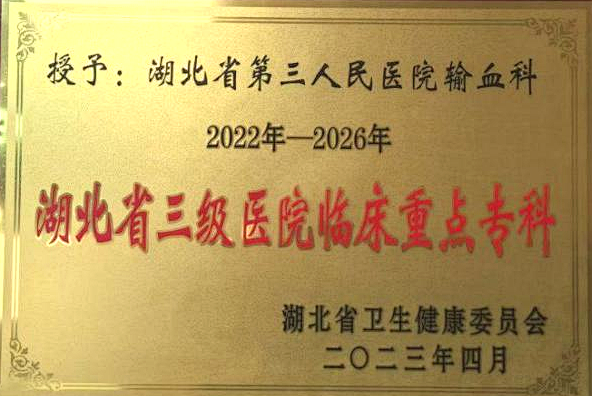 授予：湖北省第三人民医院输血科
2022年—2026年
湖北省三级医院临床重点专科
湖北省卫生健康委员会
二〇二三年四月